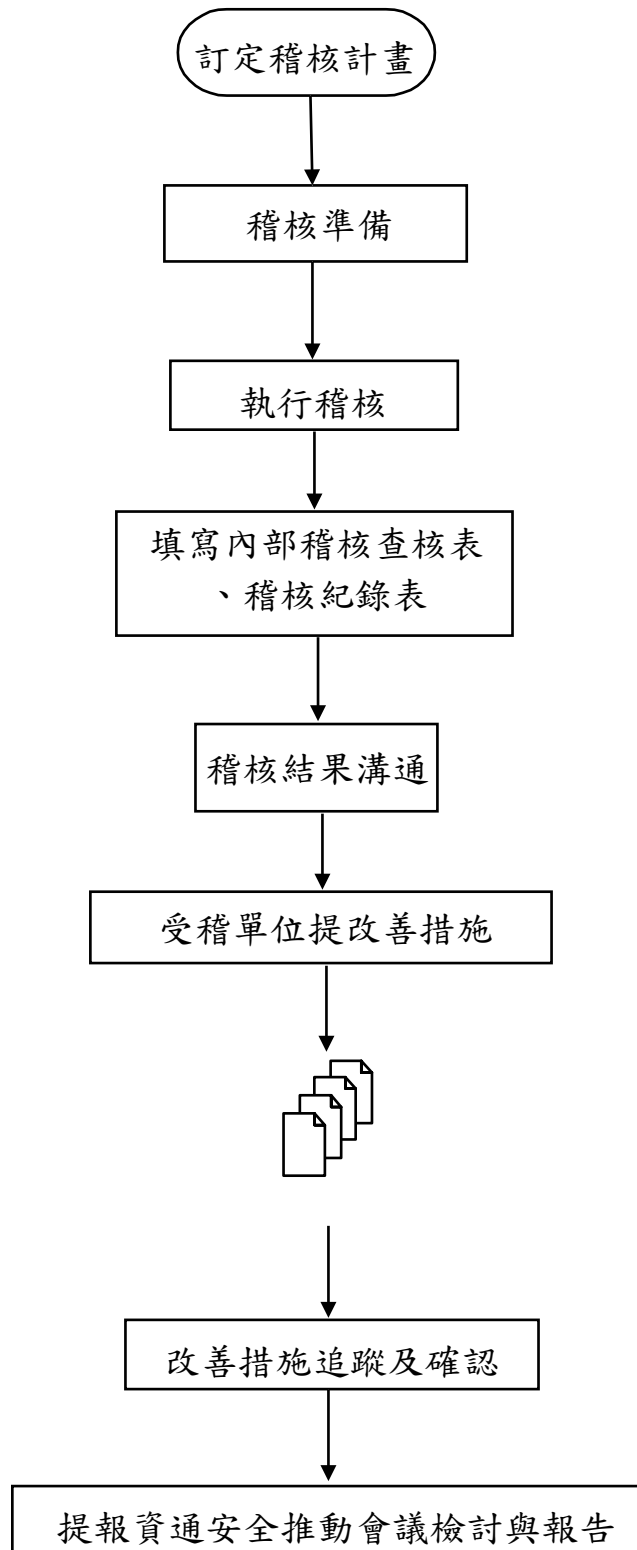 訂定稽核計畫
稽核準備
執行稽核
填寫內部稽核查核表
、稽核紀錄表
稽核結果溝通
受稽單位提改善措施
改善措施追蹤及確認
提報資通安全推動會議檢討與報告